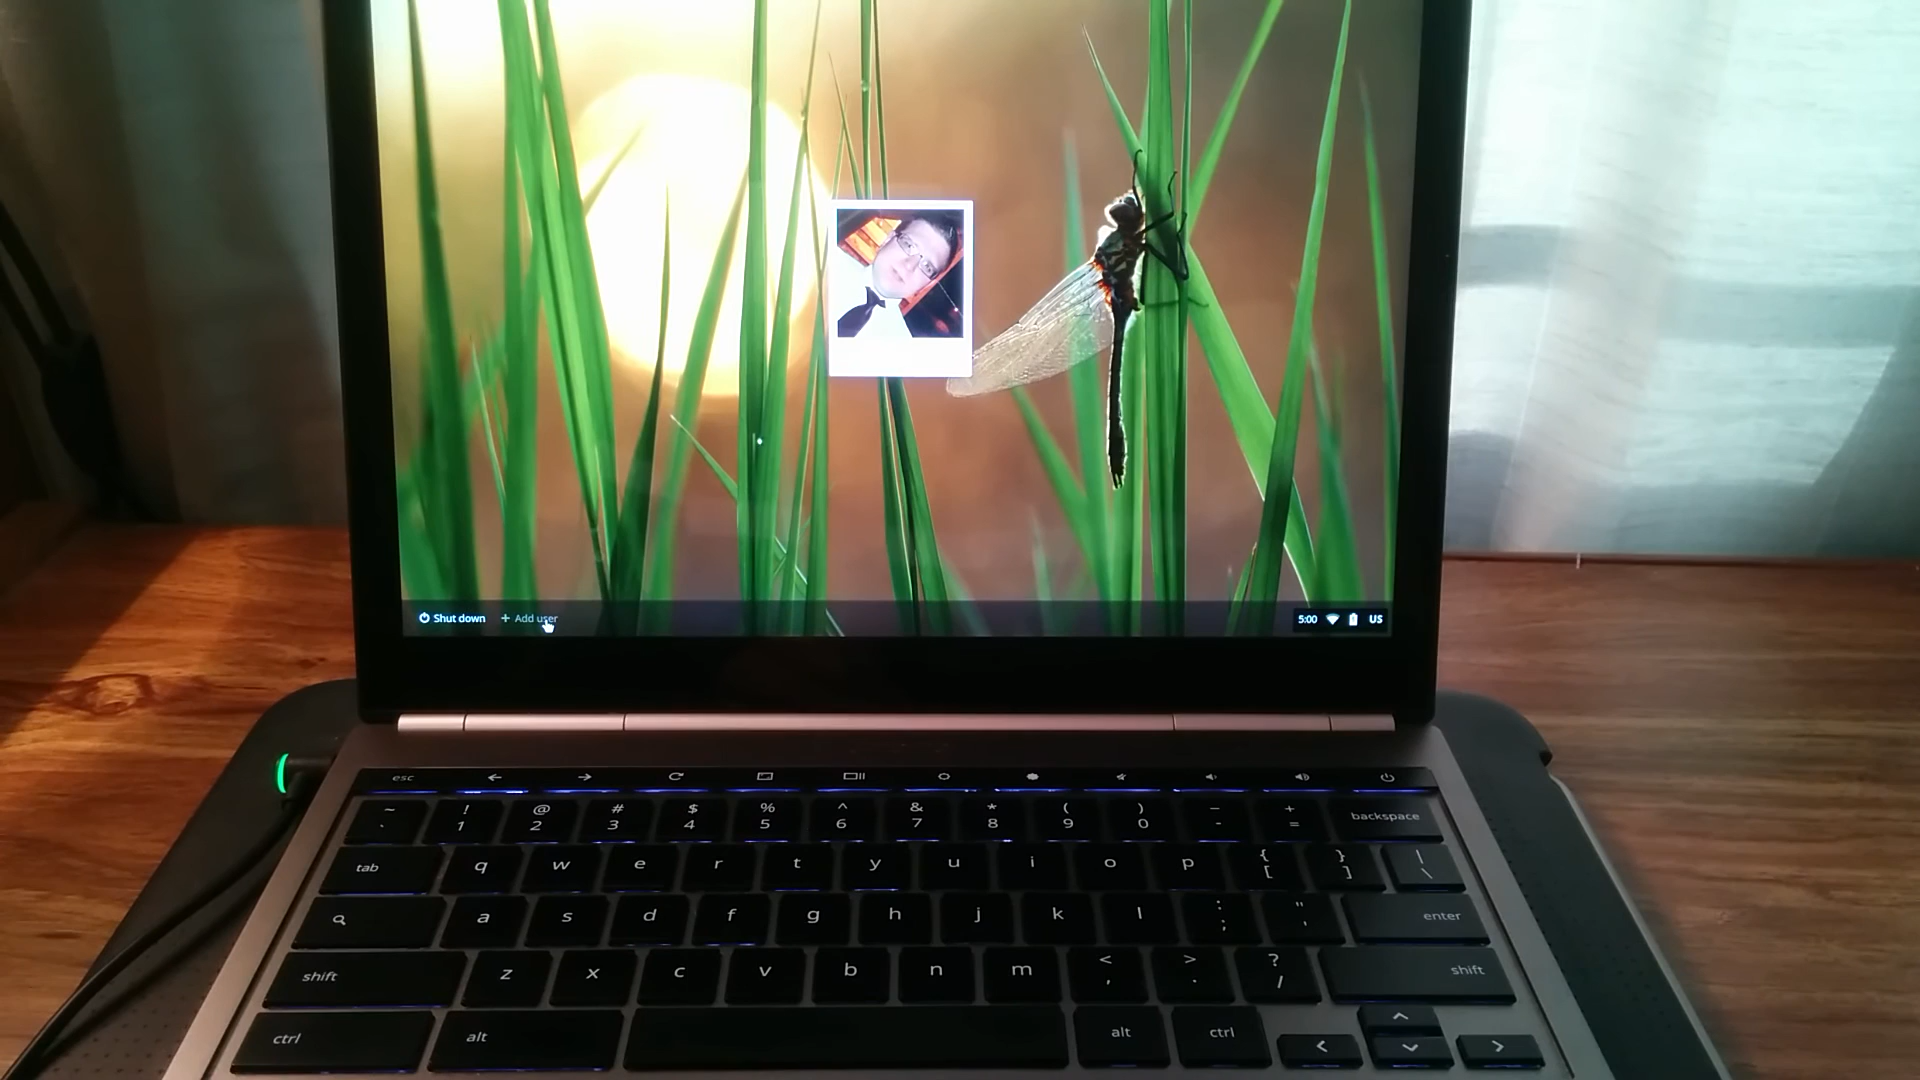 Shut down + Add user 5:00 US
esc
~ ! @ # $ % ^ & * ( ) – +
` 1 2 3 4 5 6 7 8 9 0 - = backspace
tab q w e r t y u i o p { [ } ] | \
a s d f g h j k l : ; " ' enter
shift z x c v b n m < , > . ? / shift
ctrl alt alt ctrl